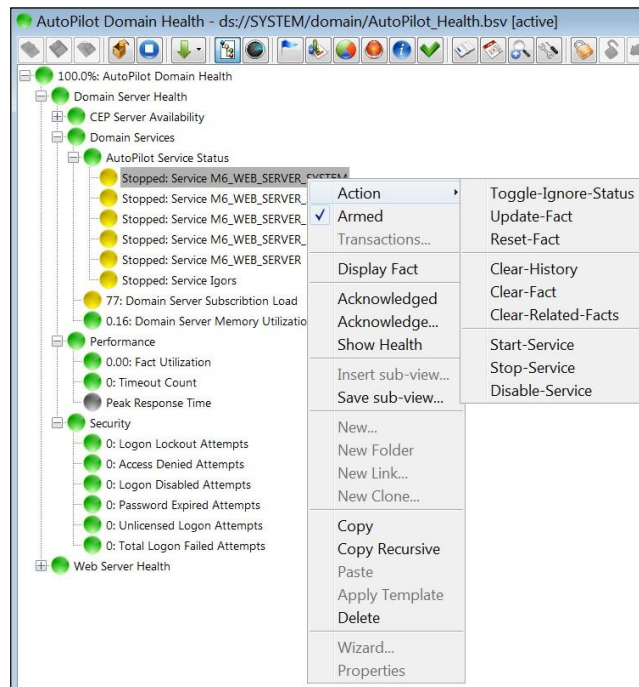 AutoPilot Domain Health - ds://SYSTEM/domain/AutoPilot_Health.bsv [active]
100.0%: AutoPilot Domain Health
Domain Server Health
CEP Server Availability
Domain Services
AutoPilot Service Status
Stopped: Service M6_WEB_SERVER_SYSTEM
Stopped: Service M6_WEB_SERVER_
Stopped: Service M6_WEB_SERVER_
Stopped: Service M6_WEB_SERVER_
Stopped: Service M6_WEB_SERVER
Stopped: Service Igors
77: Domain Server Subscribtion Load
0.16: Domain Server Memory Utilizatio
Performance
0.00: Fact Utilization
0: Timeout Count
Peak Response Time
Security
0: Logon Lockout Attempts
0: Access Denied Attempts
0: Logon Disabled Attempts
0: Password Expired Attempts
0: Unlicensed Logon Attempts
0: Total Logon Failed Attempts
Web Server Health
Action
Armed
Transactions...
Display Fact
Acknowledged
Acknowledge...
Show Health
Insert sub-view...
Save sub-view...
New...
New Folder
New Link...
New Clone...
Copy
Copy Recursive
Paste
Apply Template
Delete
Wizard...
Properties
Toggle-Ignore-Status
Update-Fact
Reset-Fact
Clear-History
Clear-Fact
Clear-Related-Facts
Start-Service
Stop-Service
Disable-Service